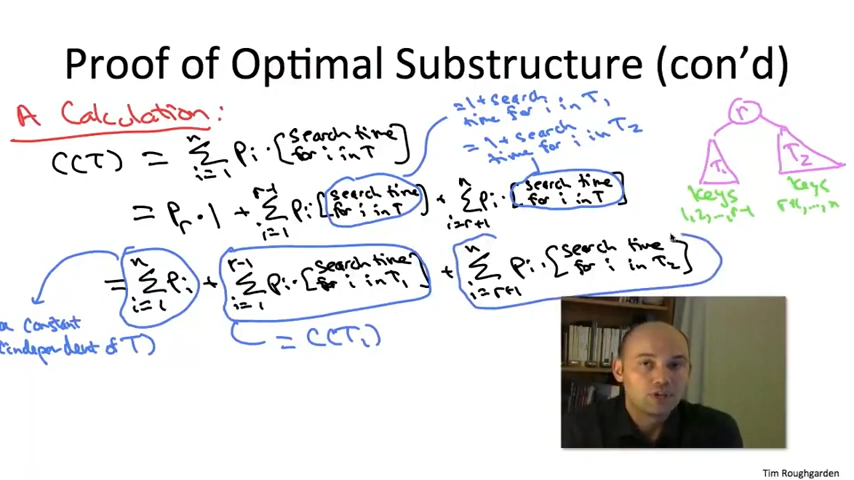 Proof of Optimal Substructure (con'd)
A Calculation:
C(T) = Σ_{i=1}^{n} Pi · [search time for i in T]
= Pr · 1 + Σ_{i=1}^{r-1} Pi [search time for i in T] + Σ_{i=r+1}^{n} Pi · [search time for i in T]
= 1 + search time for i in T1
= 1 + search time for i in T2
= Σ_{i=1}^{n} Pi + Σ_{i=1}^{r-1} Pi · [search time for i in T1] + Σ_{i=r+1}^{n} Pi · [search time for i in T2]
a constant
(independent of T)
= C(T1)
r
T1
T2
keys
1,2,...,r-1
keys
r+1,...,n
Tim Roughgarden